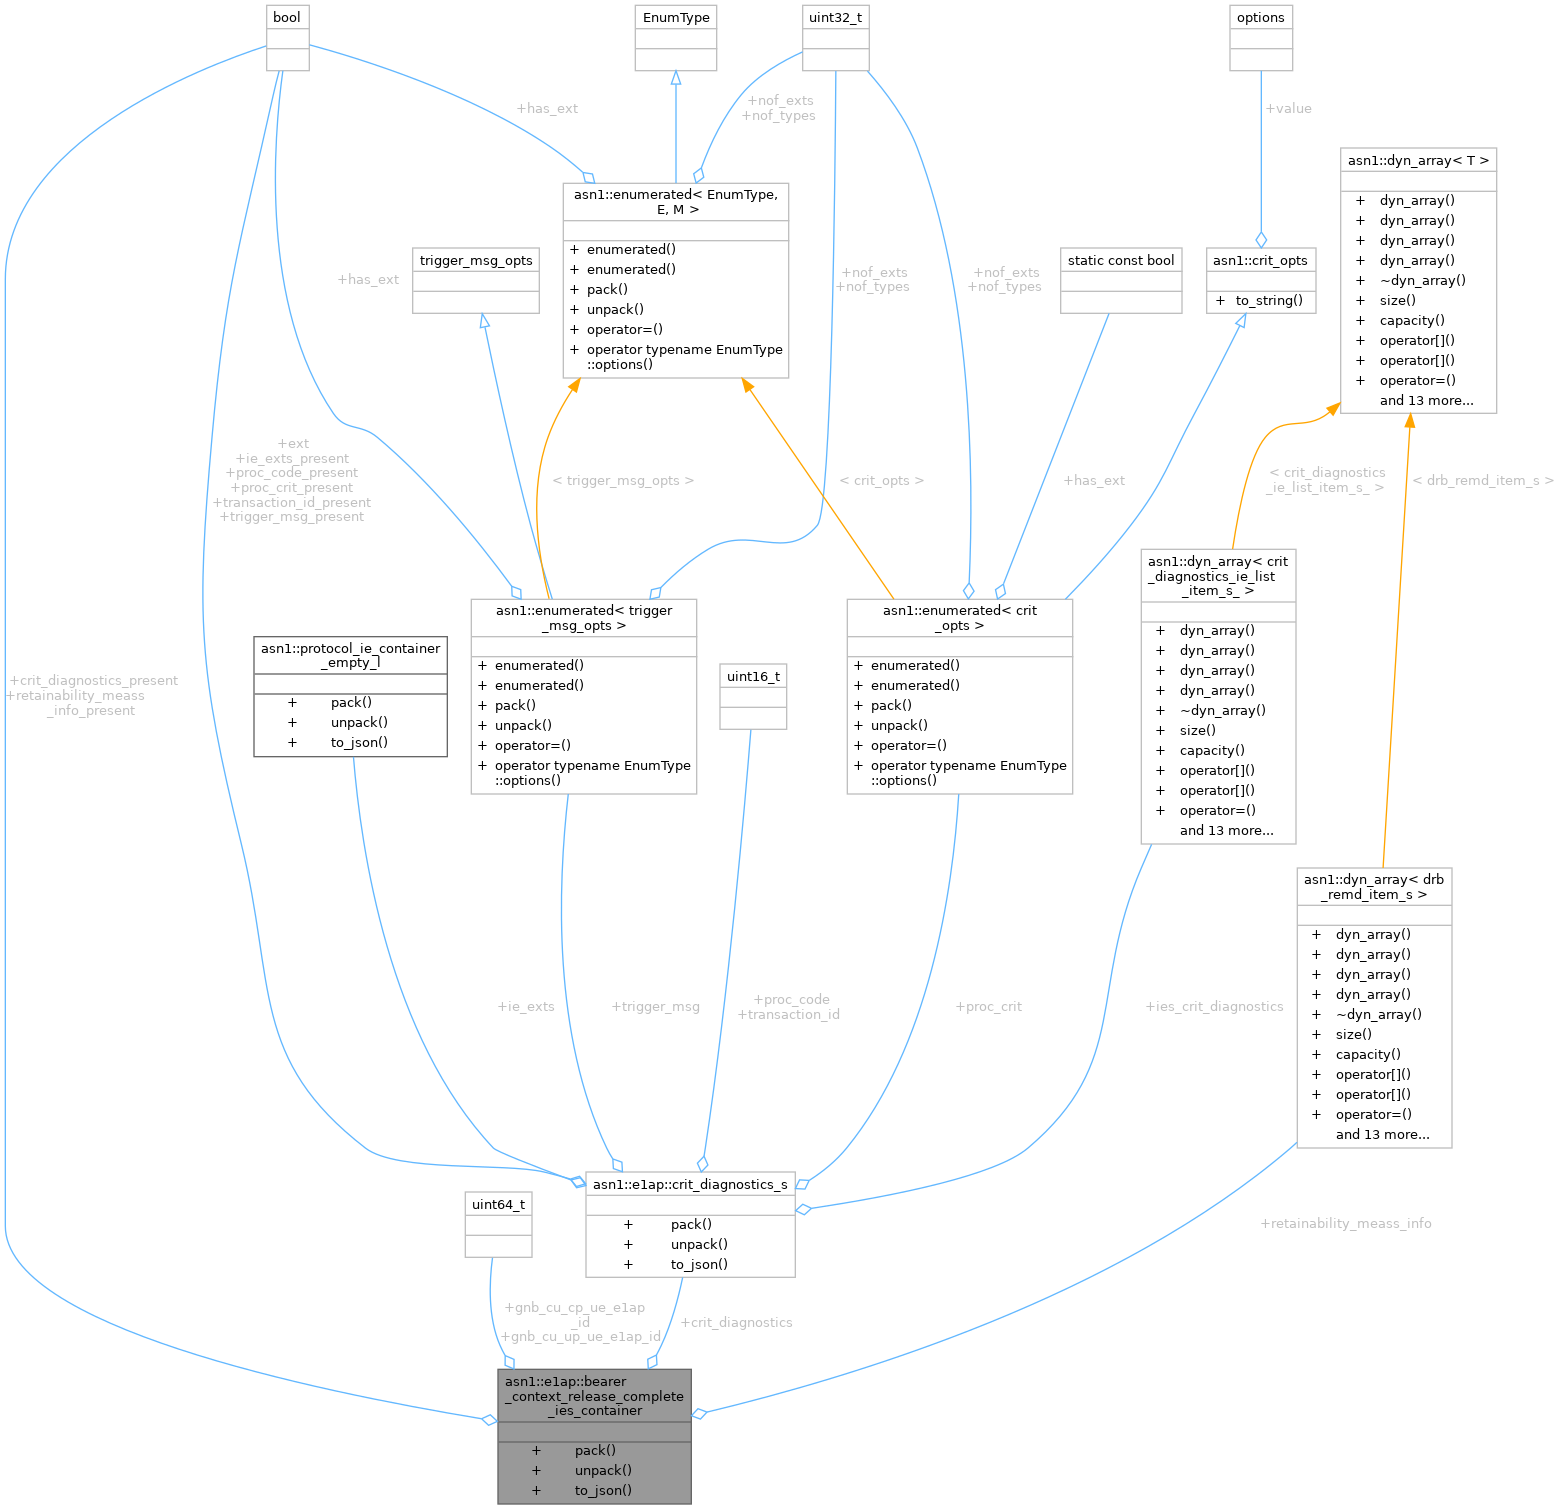 bool
EnumType
uint32_t
options
+has_ext
+nof_exts
+nof_types
+value
asn1::dyn_array< T >
+ dyn_array()
+ dyn_array()
+ dyn_array()
+ dyn_array()
+ ~dyn_array()
+ size()
+ capacity()
+ operator[]()
+ operator[]()
+ operator=()
and 13 more...
asn1::enumerated< EnumType,
E, M >
+ enumerated()
+ enumerated()
+ pack()
+ unpack()
+ operator=()
+ operator typename EnumType
::options()
trigger_msg_opts
static const bool
asn1::crit_opts
+ to_string()
+has_ext
+nof_exts
+nof_types
+nof_exts
+nof_types
+ext
+ie_exts_present
+proc_code_present
+proc_crit_present
+transaction_id_present
+trigger_msg_present
< trigger_msg_opts >
< crit_opts >
+has_ext
< crit_diagnostics
_ie_list_item_s_ >
< drb_remd_item_s >
asn1::dyn_array< crit
_diagnostics_ie_list
_item_s_ >
+ dyn_array()
+ dyn_array()
+ dyn_array()
+ dyn_array()
+ ~dyn_array()
+ size()
+ capacity()
+ operator[]()
+ operator[]()
+ operator=()
and 13 more...
asn1::enumerated< trigger
_msg_opts >
+ enumerated()
+ enumerated()
+ pack()
+ unpack()
+ operator=()
+ operator typename EnumType
::options()
asn1::enumerated< crit
_opts >
+ enumerated()
+ enumerated()
+ pack()
+ unpack()
+ operator=()
+ operator typename EnumType
::options()
asn1::protocol_ie_container
_empty_l
+ pack()
+ unpack()
+ to_json()
uint16_t
+crit_diagnostics_present
+retainability_meass
_info_present
asn1::dyn_array< drb
_remd_item_s >
+ dyn_array()
+ dyn_array()
+ dyn_array()
+ dyn_array()
+ ~dyn_array()
+ size()
+ capacity()
+ operator[]()
+ operator[]()
+ operator=()
and 13 more...
+ie_exts
+trigger_msg
+proc_code
+transaction_id
+proc_crit
+ies_crit_diagnostics
asn1::e1ap::crit_diagnostics_s
+ pack()
+ unpack()
+ to_json()
uint64_t
+retainability_meass_info
+gnb_cu_cp_ue_e1ap
_id
+gnb_cu_up_ue_e1ap_id
+crit_diagnostics
asn1::e1ap::bearer
_context_release_complete
_ies_container
+ pack()
+ unpack()
+ to_json()